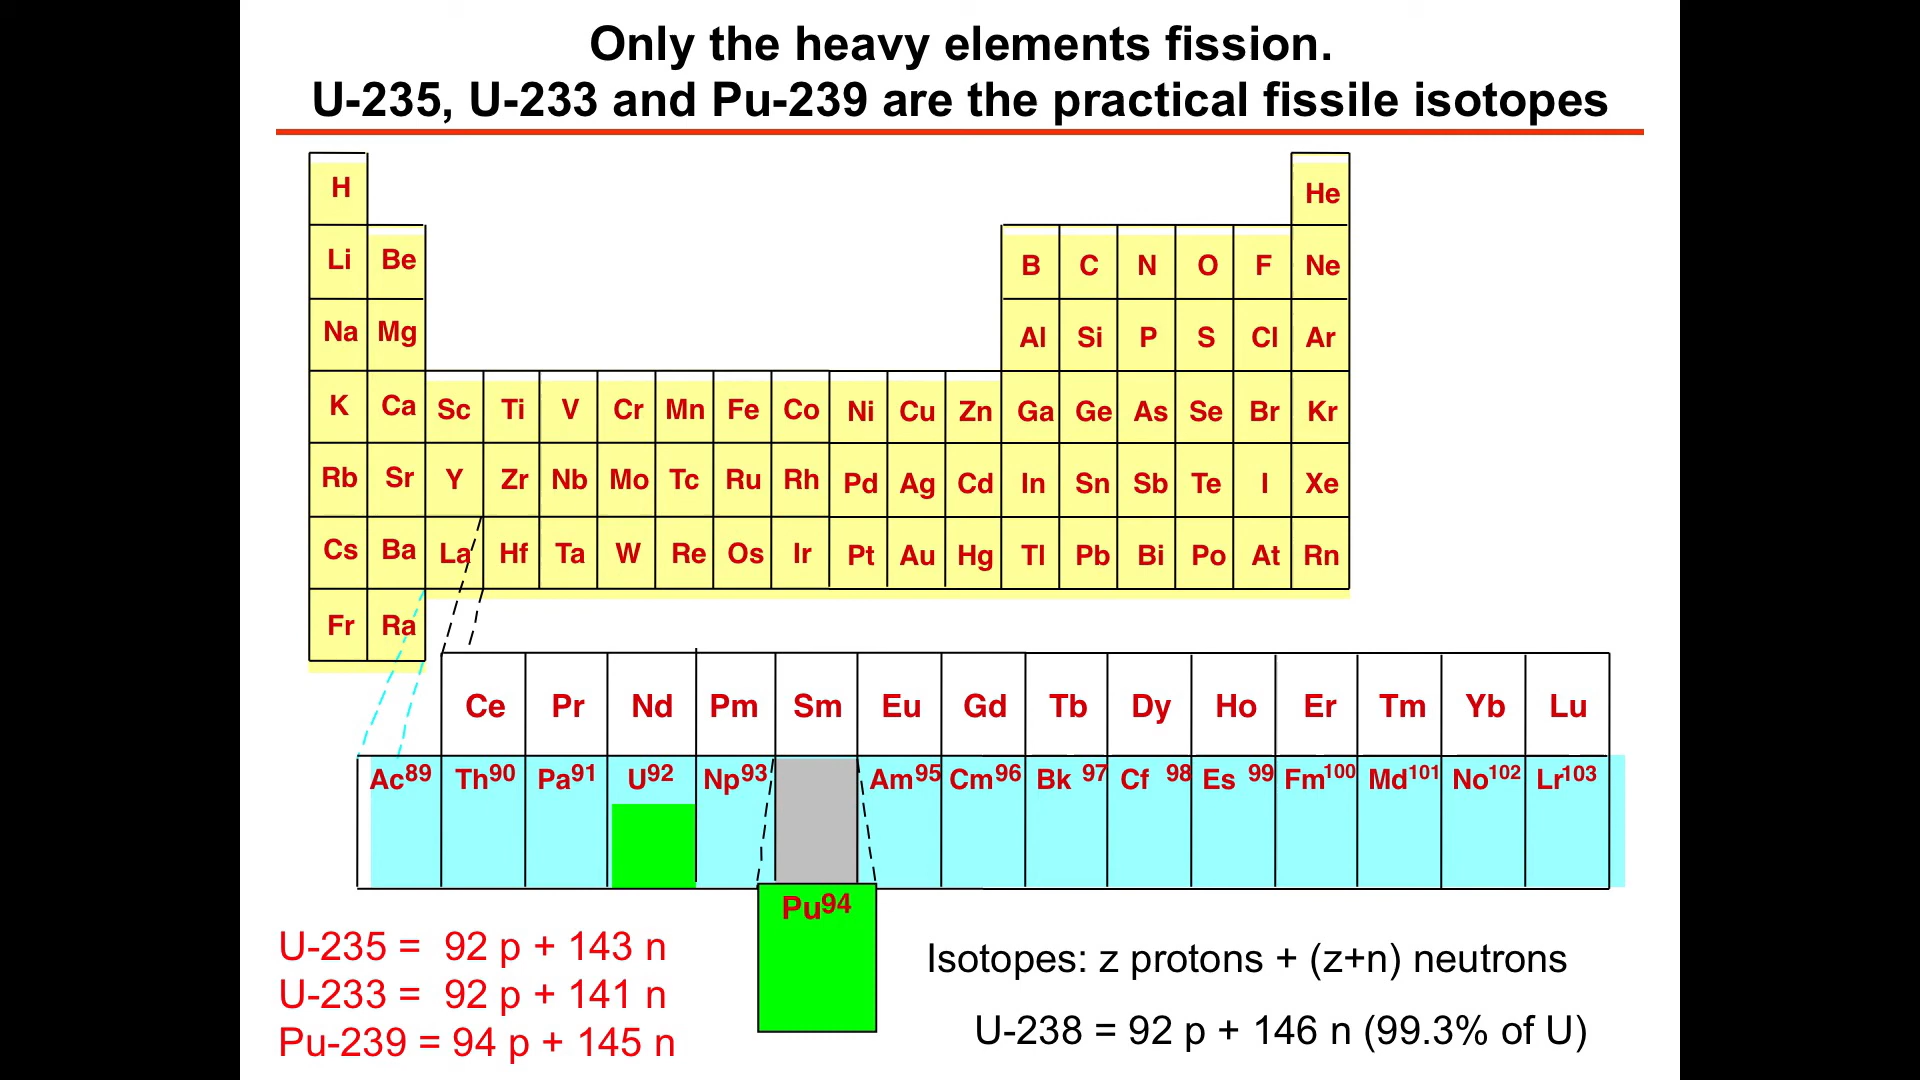 Only the heavy elements fission.
U-235, U-233 and Pu-239 are the practical fissile isotopes
H He
Li Be B C N O F Ne
Na Mg Al Si P S Cl Ar
K Ca Sc Ti V Cr Mn Fe Co Ni Cu Zn Ga Ge As Se Br Kr
Rb Sr Y Zr Nb Mo Tc Ru Rh Pd Ag Cd In Sn Sb Te I Xe
Cs Ba La Hf Ta W Re Os Ir Pt Au Hg Tl Pb Bi Po At Rn
Fr Ra
Ce Pr Nd Pm Sm Eu Gd Tb Dy Ho Er Tm Yb Lu
Ac89 Th90 Pa91 U92 Np93 Am95 Cm96 Bk 97 Cf 98 Es 99 Fm100 Md101 No102 Lr103
Pu94
U-235 = 92 p + 143 n
U-233 = 92 p + 141 n
Pu-239 = 94 p + 145 n
Isotopes: z protons + (z+n) neutrons
U-238 = 92 p + 146 n (99.3% of U)